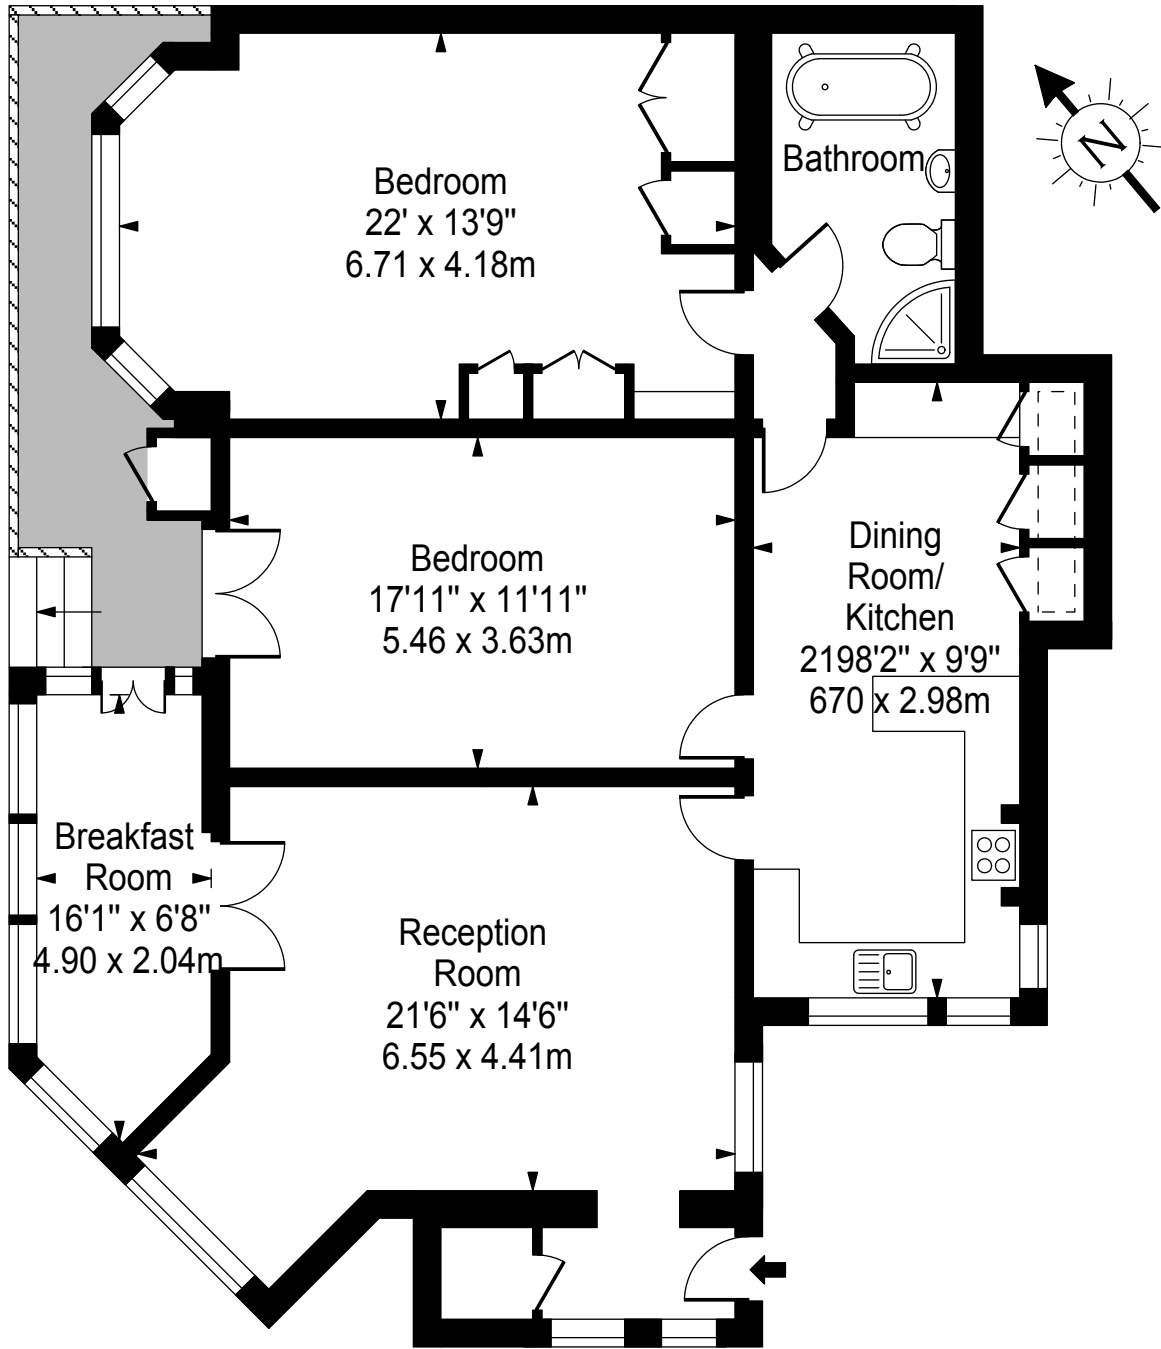 Bedroom
22' x 13'9"
6.71 x 4.18m
Bathroom
N
Bedroom
17'11" x 11'11"
5.46 x 3.63m
Dining
Room/
Kitchen
2198'2" x 9'9"
670 x 2.98m
Breakfast
Room
16'1" x 6'8"
4.90 x 2.04m
Reception
Room
21'6" x 14'6"
6.55 x 4.41m